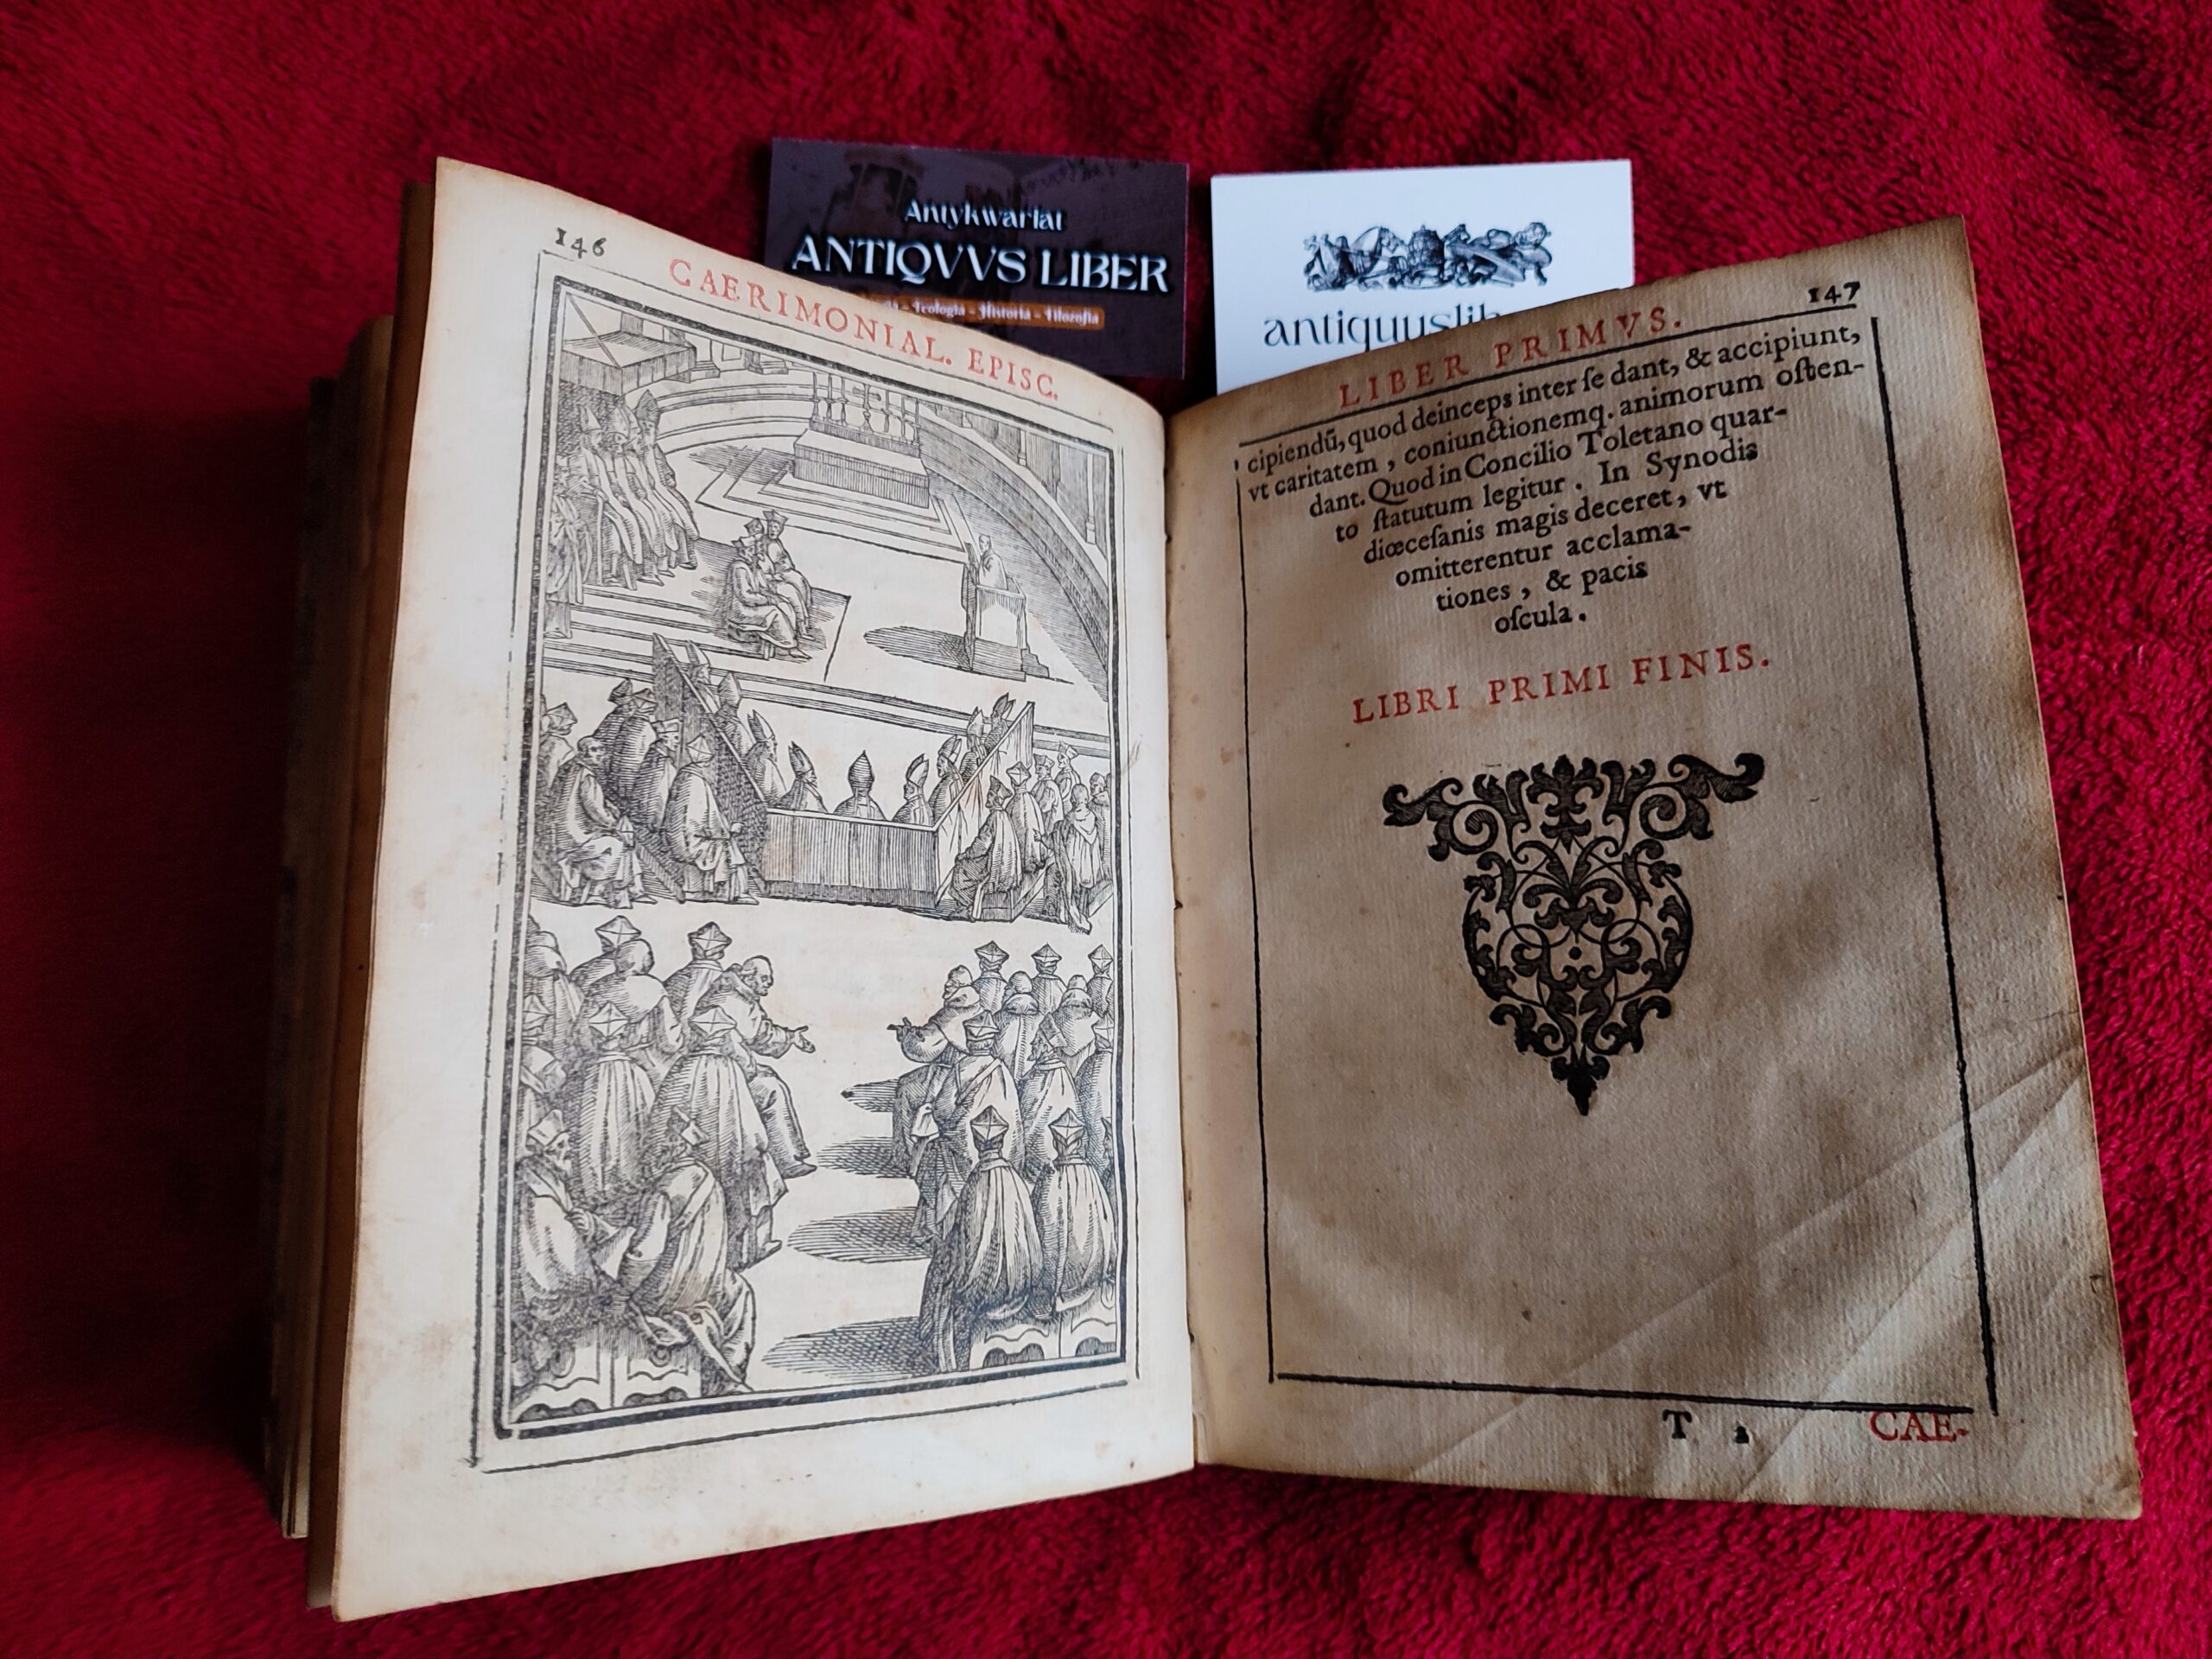 Antykwariat
ANTIQVVS LIBER
Teologia - Historia - Filozofia
antiquuslib
146
CAERIMONIAL. EPISC.
LIBER PRIMVS.
147
cipiendũ, quod deinceps inter ſe dant, & accipiunt,
vt caritatem, coniunctionemq. animorum oſten-
dant. Quod in Concilio Toletano quar-
to ſtatutum legitur. In Synodis
diœceſanis magis deceret, vt
omitterentur acclama-
tiones, & pacis
oſcula.
LIBRI PRIMI FINIS.
T 2
CAE-